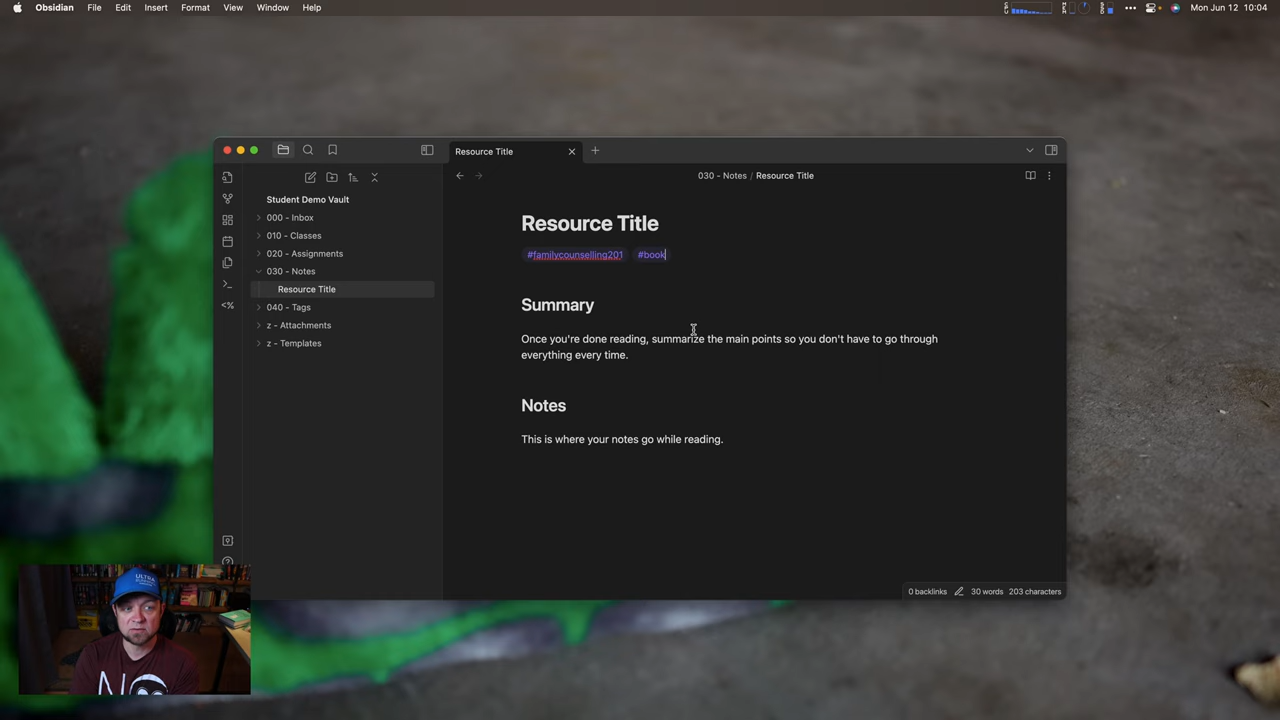 Obsidian File Edit Insert Format View Window Help
Mon Jun 12 10:04
Resource Title
030 - Notes / Resource Title
Student Demo Vault
000 - Inbox
010 - Classes
020 - Assignments
030 - Notes
Resource Title
040 - Tags
z - Attachments
z - Templates
Resource Title
#familycounselling201 #book
Summary
Once you're done reading, summarize the main points so you don't have to go through
everything every time.
Notes
This is where your notes go while reading.
0 backlinks 30 words 203 characters
ULTRA